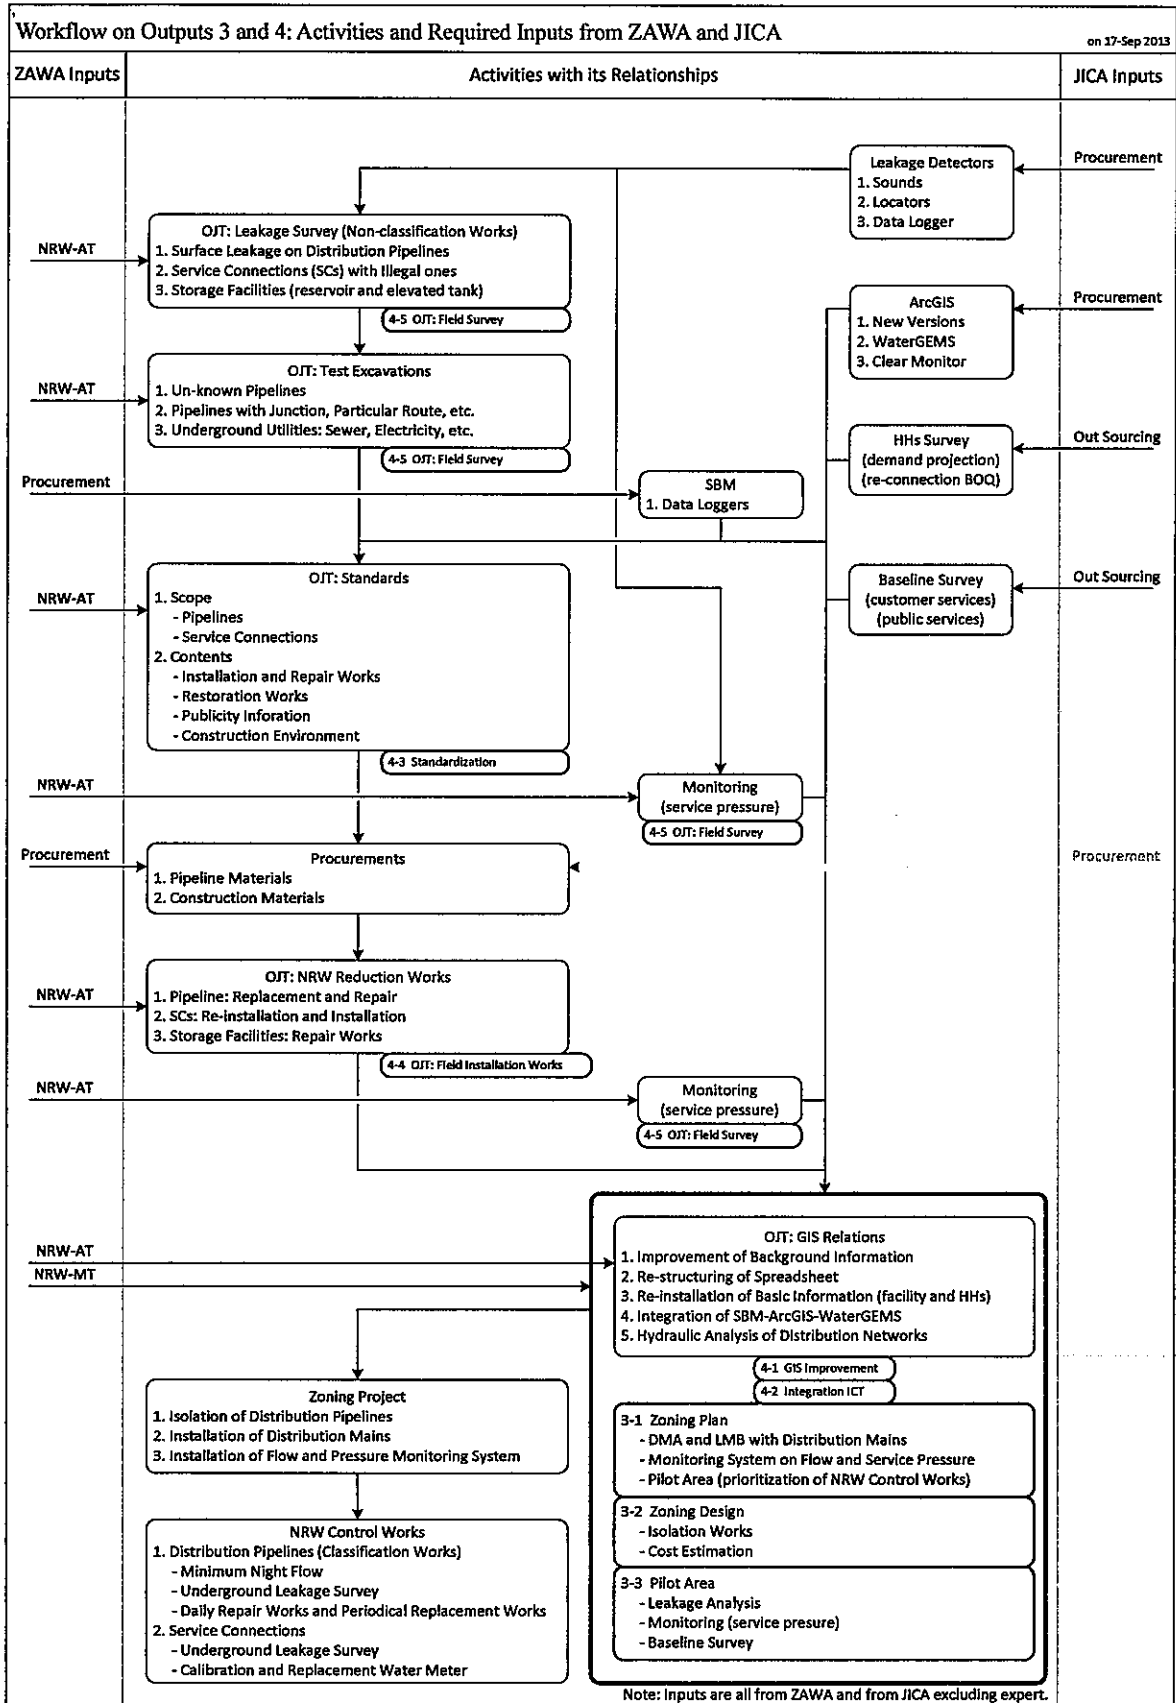 Workflow on Outputs 3 and 4: Activities and Required Inputs from ZAWA and JICA
on 17-Sep 2013
ZAWA Inputs
Activities with its Relationships
JICA Inputs
Leakage Detectors
1. Sounds
2. Locators
3. Data Logger
Procurement
NRW-AT
OJT: Leakage Survey (Non-classification Works)
1. Surface Leakage on Distribution Pipelines
2. Service Connections (SCs) with Illegal ones
3. Storage Facilities (reservoir and elevated tank)
4-5 OJT: Field Survey
ArcGIS
1. New Versions
2. WaterGEMS
3. Clear Monitor
Procurement
NRW-AT
OJT: Test Excavations
1. Un-known Pipelines
2. Pipelines with Junction, Particular Route, etc.
3. Underground Utilities: Sewer, Electricity, etc.
4-5 OJT: Field Survey
HHs Survey
(demand projection)
(re-connection BOQ)
Out Sourcing
Procurement
SBM
1. Data Loggers
NRW-AT
OJT: Standards
1. Scope
- Pipelines
- Service Connections
2. Contents
- Installation and Repair Works
- Restoration Works
- Publicity Inforation
- Construction Environment
4-3 Standardization
Baseline Survey
(customer services)
(public services)
Out Sourcing
NRW-AT
Monitoring
(service pressure)
4-5 OJT: Field Survey
Procurement
Procurements
1. Pipeline Materials
2. Construction Materials
Procurement
NRW-AT
OJT: NRW Reduction Works
1. Pipeline: Replacement and Repair
2. SCs: Re-installation and Installation
3. Storage Facilities: Repair Works
4-4 OJT: Field Installation Works
NRW-AT
Monitoring
(service pressure)
4-5 OJT: Field Survey
NRW-AT
NRW-MT
OJT: GIS Relations
1. Improvement of Background Information
2. Re-structuring of Spreadsheet
3. Re-installation of Basic Information (facility and HHs)
4. Integration of SBM-ArcGIS-WaterGEMS
5. Hydraulic Analysis of Distribution Networks
4-1 GIS Improvement
4-2 Integration ICT
Zoning Project
1. Isolation of Distribution Pipelines
2. Installation of Distribution Mains
3. Installation of Flow and Pressure Monitoring System
3-1 Zoning Plan
- DMA and LMB with Distribution Mains
- Monitoring System on Flow and Service Pressure
- Pilot Area (prioritization of NRW Control Works)
3-2 Zoning Design
- Isolation Works
- Cost Estimation
3-3 Pilot Area
- Leakage Analysis
- Monitoring (service presure)
- Baseline Survey
NRW Control Works
1. Distribution Pipelines (Classification Works)
- Minimum Night Flow
- Underground Leakage Survey
- Daily Repair Works and Periodical Replacement Works
2. Service Connections
- Underground Leakage Survey
- Calibration and Replacement Water Meter
Note: Inputs are all from ZAWA and from JICA excluding expert.